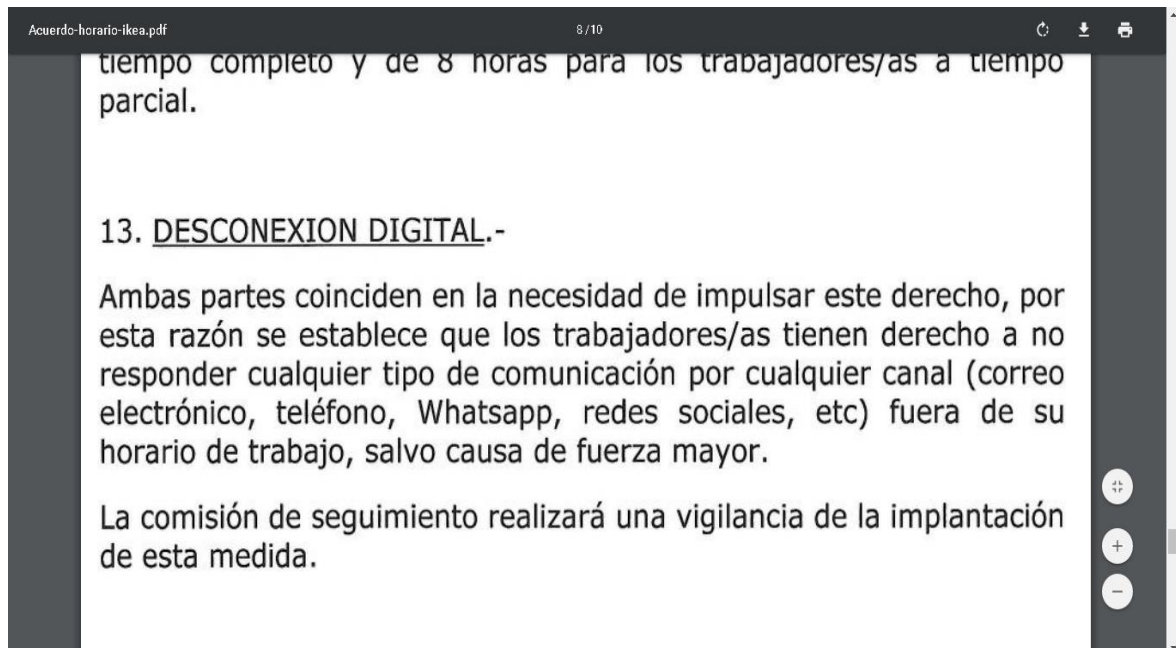 Acuerdo-horario-ikea.pdf
8/10
tiempo completo y de 8 horas para los trabajadores/as a tiempo
parcial.
13. DESCONEXION DIGITAL.-
Ambas partes coinciden en la necesidad de impulsar este derecho, por
esta razón se establece que los trabajadores/as tienen derecho a no
responder cualquier tipo de comunicación por cualquier canal (correo
electrónico, teléfono, Whatsapp, redes sociales, etc) fuera de su
horario de trabajo, salvo causa de fuerza mayor.
La comisión de seguimiento realizará una vigilancia de la implantación
de esta medida.